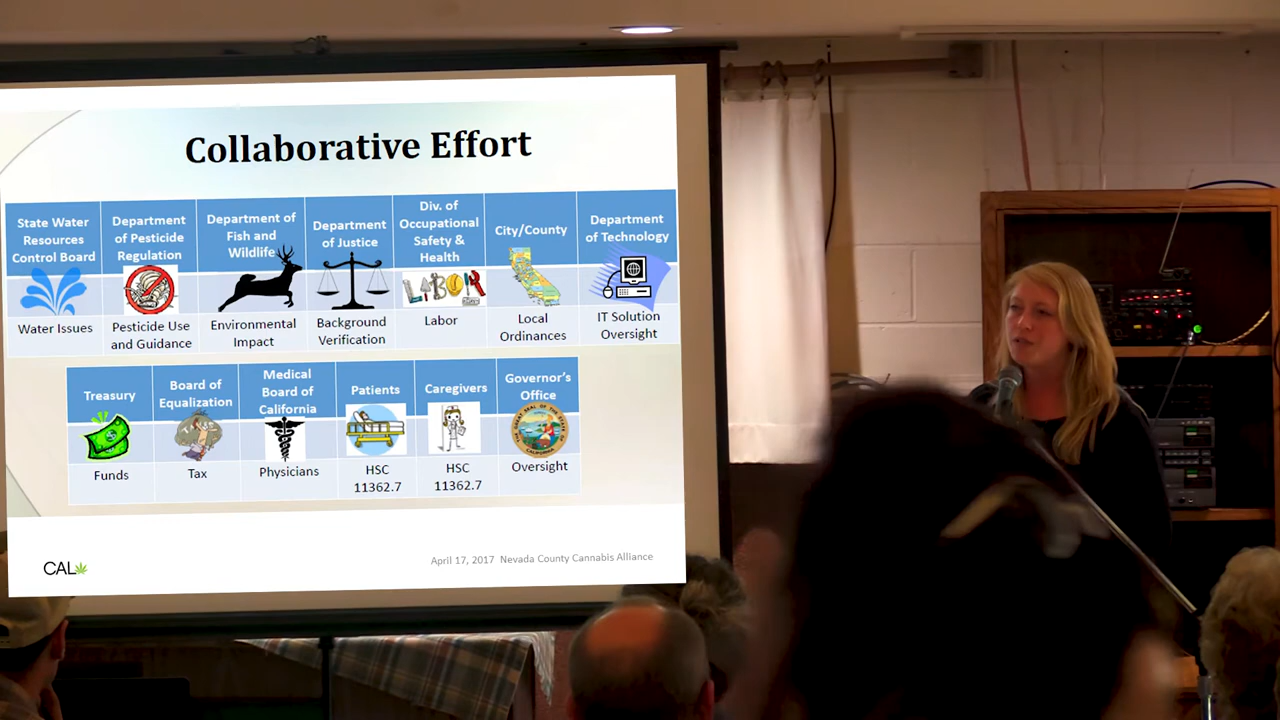 Collaborative Effort
State Water
Resources
Control Board
Department
of Pesticide
Regulation
Department of
Fish and
Wildlife
Department
of Justice
Div. of
Occupational
Safety &
Health
City/County
Department
of Technology
LABOR
Water Issues
Pesticide Use
and Guidance
Environmental
Impact
Background
Verification
Labor
Local
Ordinances
IT Solution
Oversight
Treasury
Board of
Equalization
Medical
Board of
California
Patients
Caregivers
Governor's
Office
Funds
Tax
Physicians
HSC
11362.7
HSC
11362.7
Oversight
CAL
April 17, 2017 Nevada County Cannabis Alliance